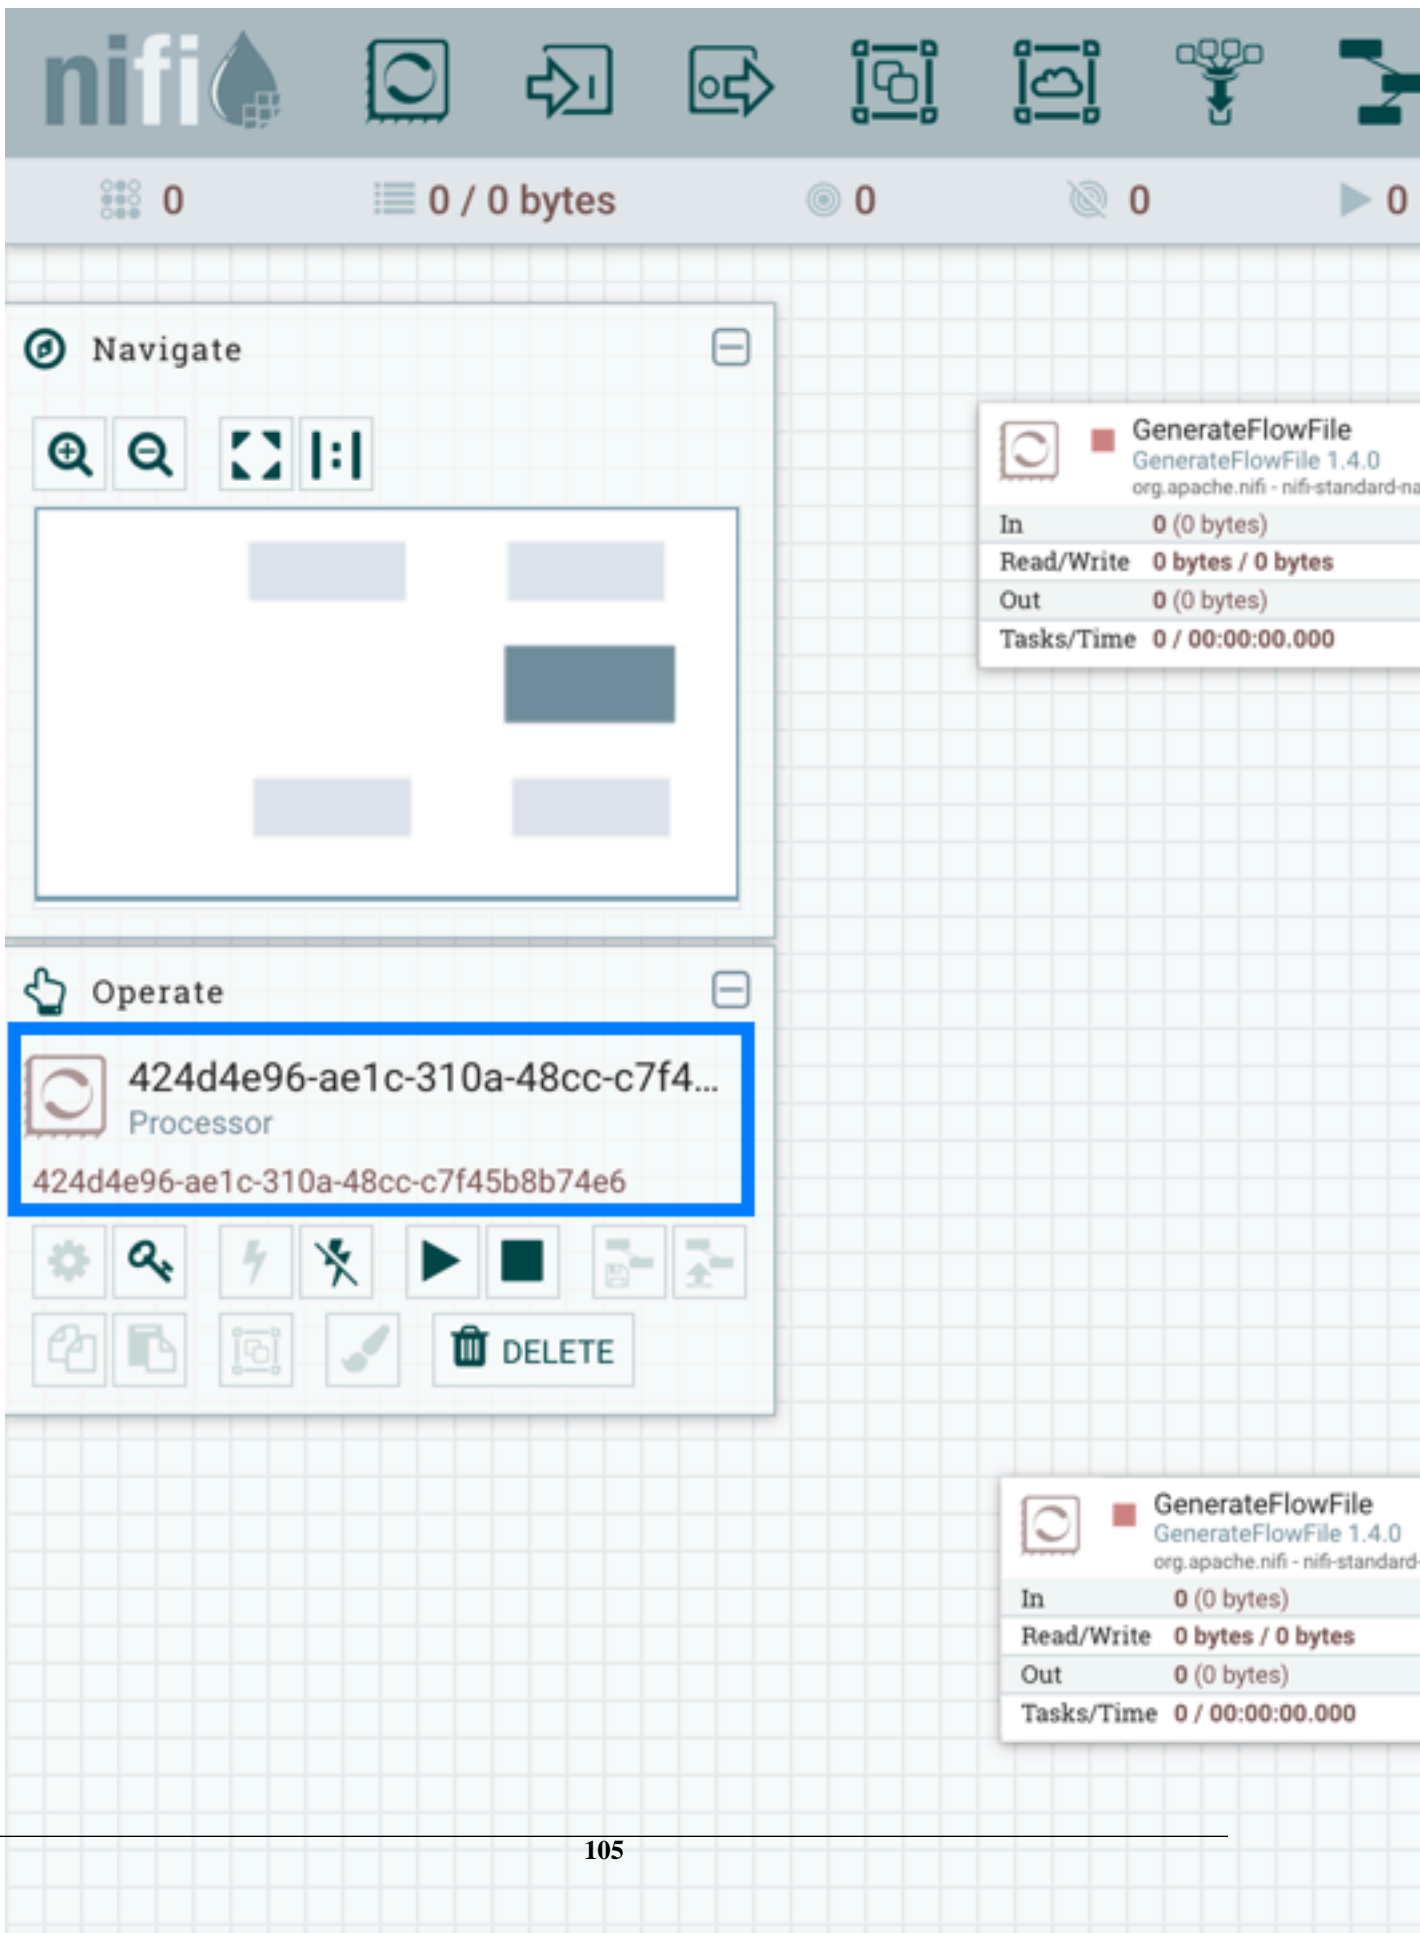 nifi
0
0 / 0 bytes
0
0
0
Navigate
GenerateFlowFile
GenerateFlowFile 1.4.0
org.apache.nifi - nifi-standard-na
In 0 (0 bytes)
Read/Write 0 bytes / 0 bytes
Out 0 (0 bytes)
Tasks/Time 0 / 00:00:00.000
Operate
424d4e96-ae1c-310a-48cc-c7f4...
Processor
424d4e96-ae1c-310a-48cc-c7f45b8b74e6
DELETE
GenerateFlowFile
GenerateFlowFile 1.4.0
org.apache.nifi - nifi-standard-
In 0 (0 bytes)
Read/Write 0 bytes / 0 bytes
Out 0 (0 bytes)
Tasks/Time 0 / 00:00:00.000
105